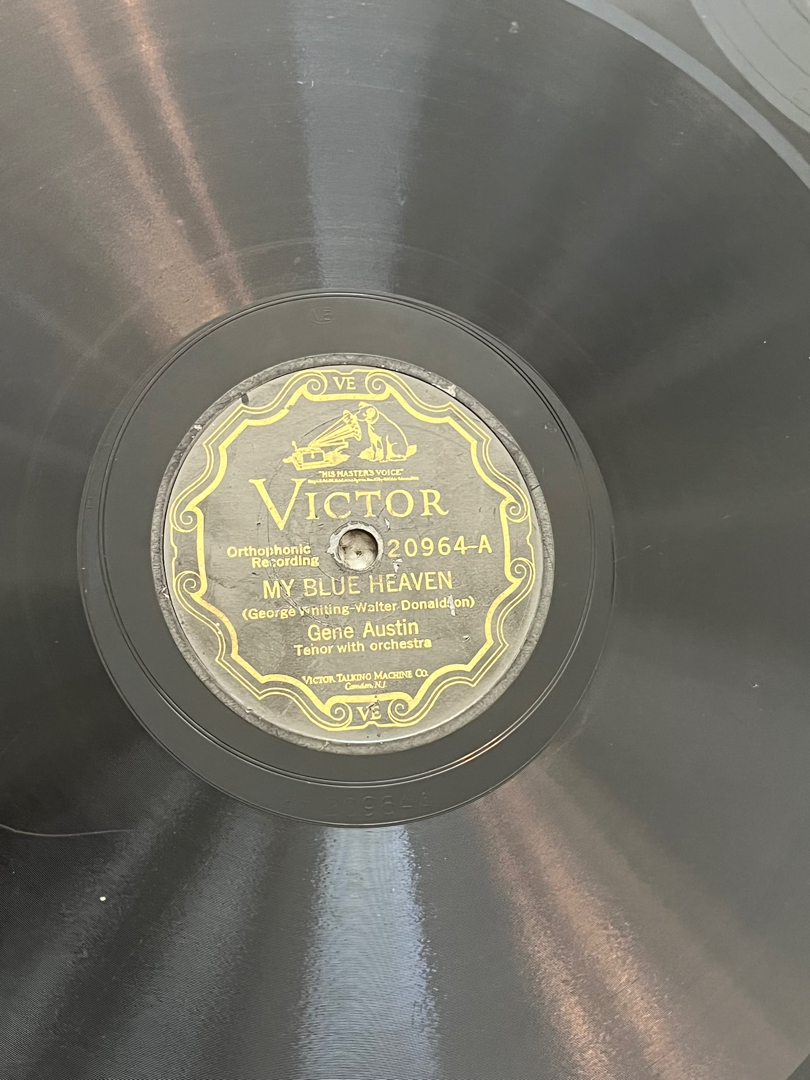 VE
"HIS MASTER'S VOICE"
VICTOR
Orthophonic
Recording
20964-A
MY BLUE HEAVEN
(George Whiting-Walter Donaldson)
Gene Austin
Tenor with orchestra
VICTOR TALKING MACHINE CO.
Camden, N.J.
VE